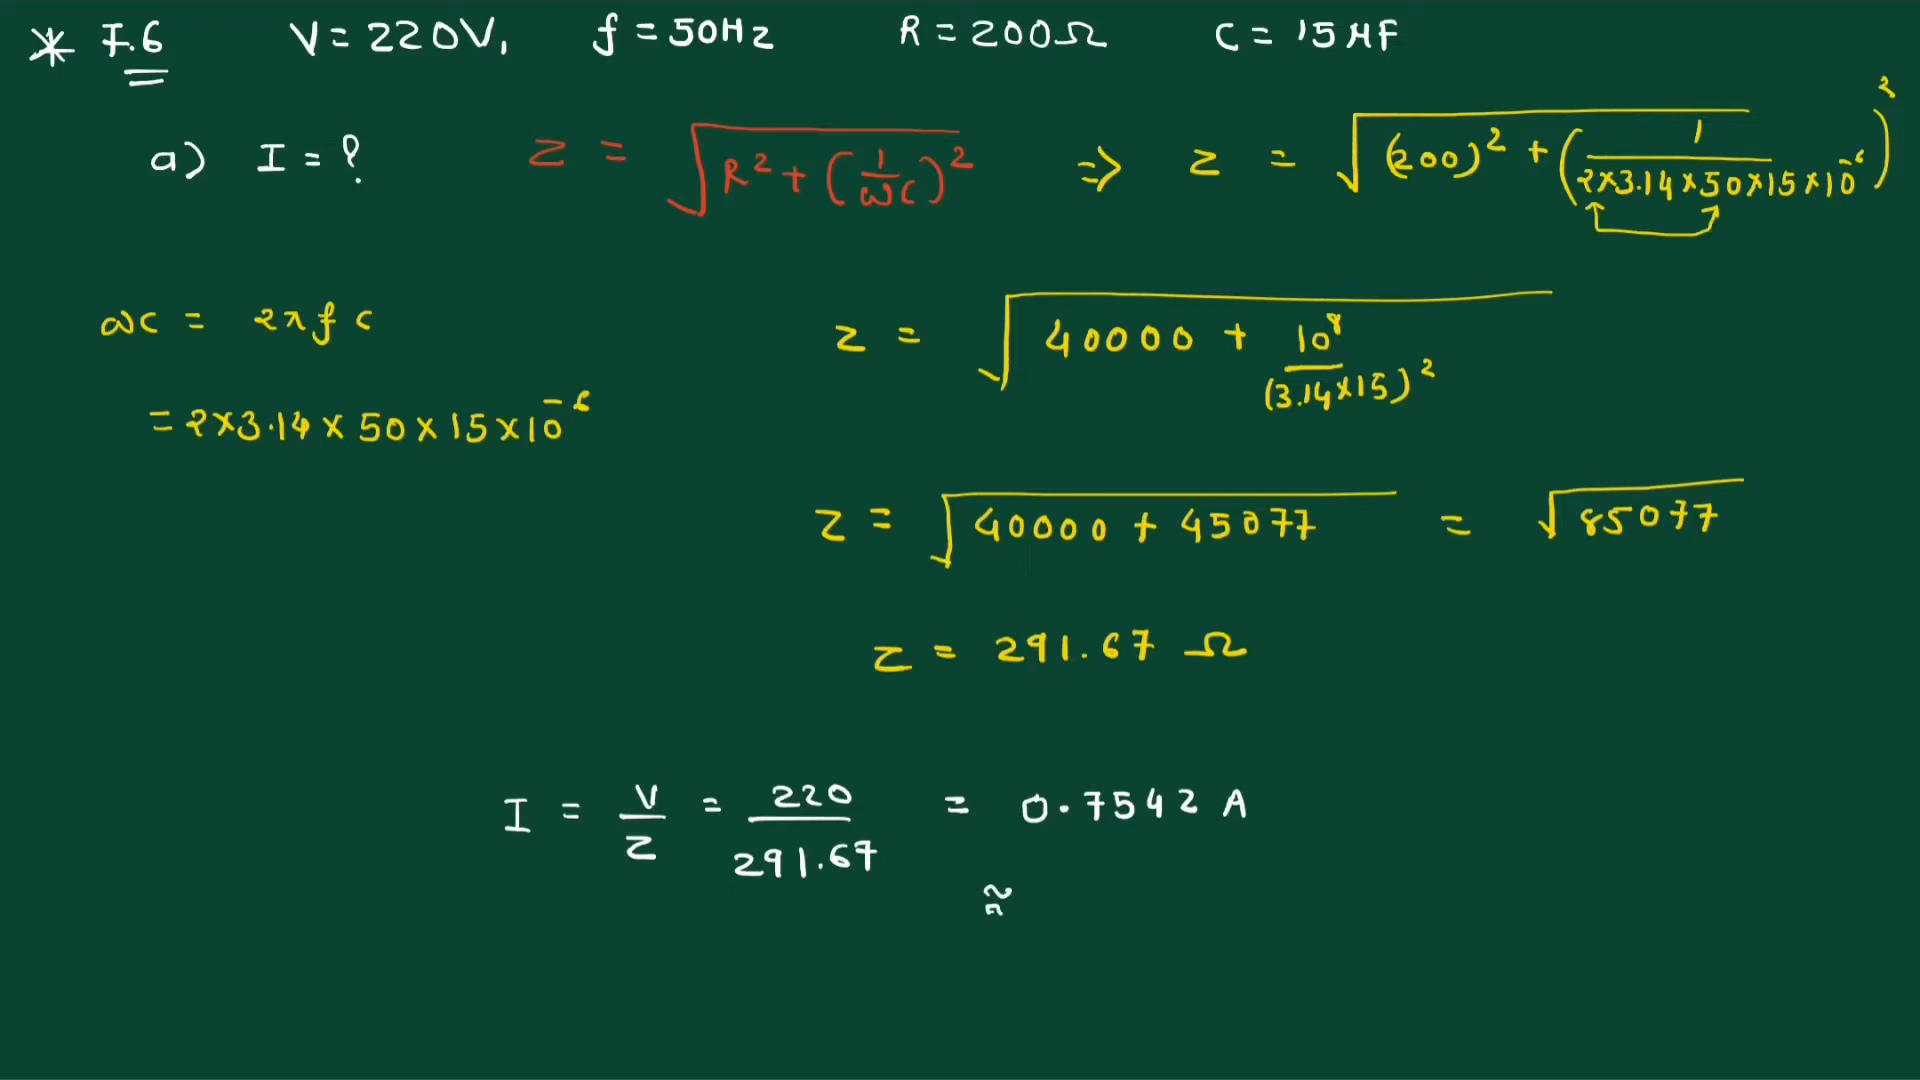 * 7.6 V = 220V, f = 50Hz R = 200Ω C = 15 μF
a) I = ? Z = √(R² + (1/ωC)²) ⇒ Z = √((200)² + (1/(2×3.14×50×15×10⁻⁶))²)
ωC = 2πfC Z = √(40000 + 10⁸/(3.14×15)²)
= 2×3.14 × 50 × 15 × 10⁻⁶
Z = √(40000 + 45077) = √85077
Z = 291.67 Ω
I = V/Z = 220/291.67 = 0.7542 A
≈